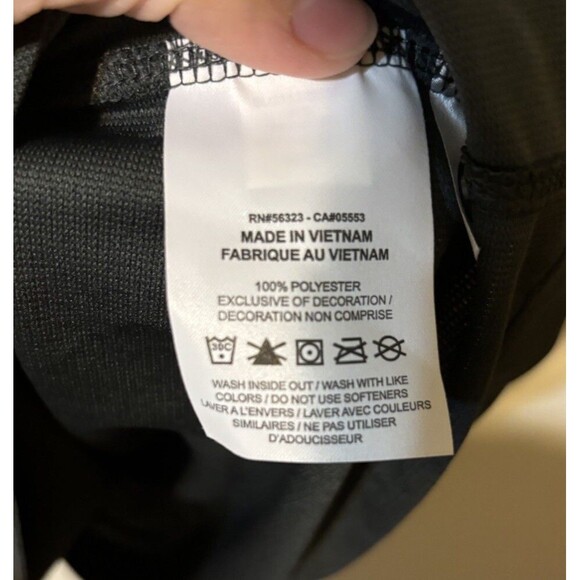 RN#56323 - CA#05553
MADE IN VIETNAM
FABRIQUE AU VIETNAM
100% POLYESTER
EXCLUSIVE OF DECORATION /
DECORATION NON COMPRISE
30C
WASH INSIDE OUT / WASH WITH LIKE
COLORS / DO NOT USE SOFTENERS
LAVER A L'ENVERS / LAVER AVEC COULEURS
SIMILAIRES / NE PAS UTILISER
D'ADOUCISSEUR